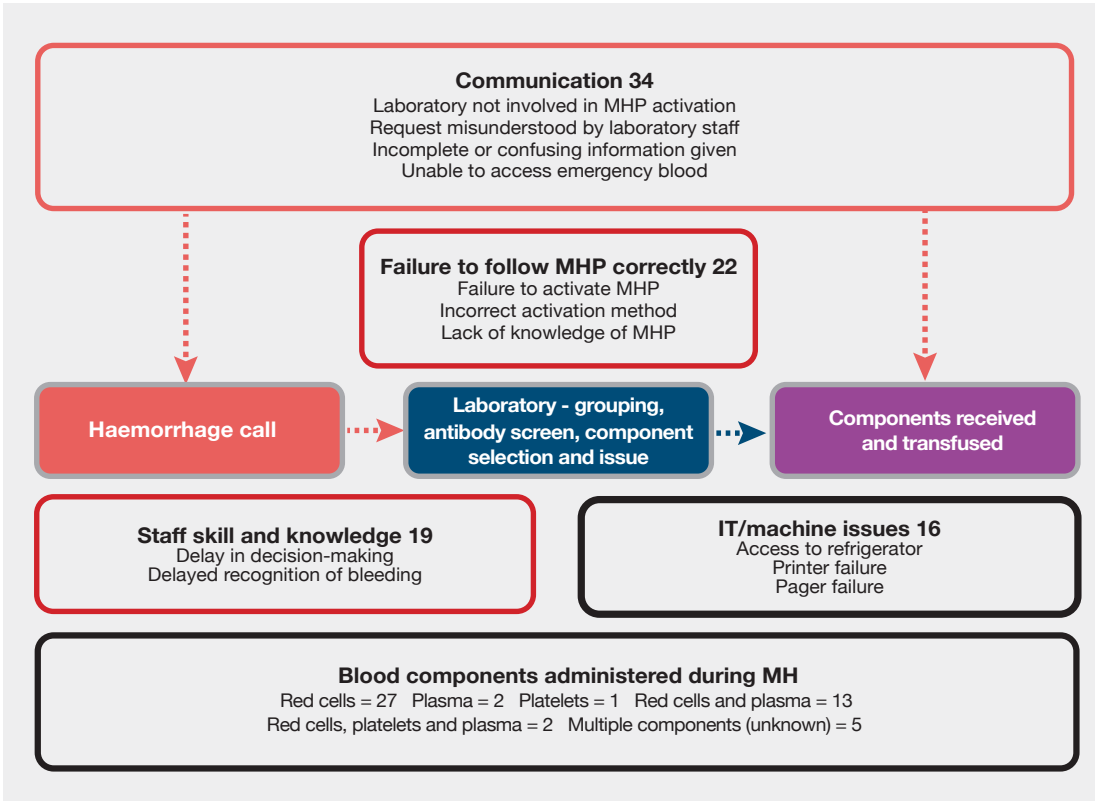 Communication 34
Laboratory not involved in MHP activation
Request misunderstood by laboratory staff
Incomplete or confusing information given
Unable to access emergency blood
Failure to follow MHP correctly 22
Failure to activate MHP
Incorrect activation method
Lack of knowledge of MHP
Haemorrhage call
Laboratory - grouping,
antibody screen, component
selection and issue
Components received
and transfused
Staff skill and knowledge 19
Delay in decision-making
Delayed recognition of bleeding
IT/machine issues 16
Access to refrigerator
Printer failure
Pager failure
Blood components administered during MH
Red cells = 27 Plasma = 2 Platelets = 1 Red cells and plasma = 13
Red cells, platelets and plasma = 2 Multiple components (unknown) = 5